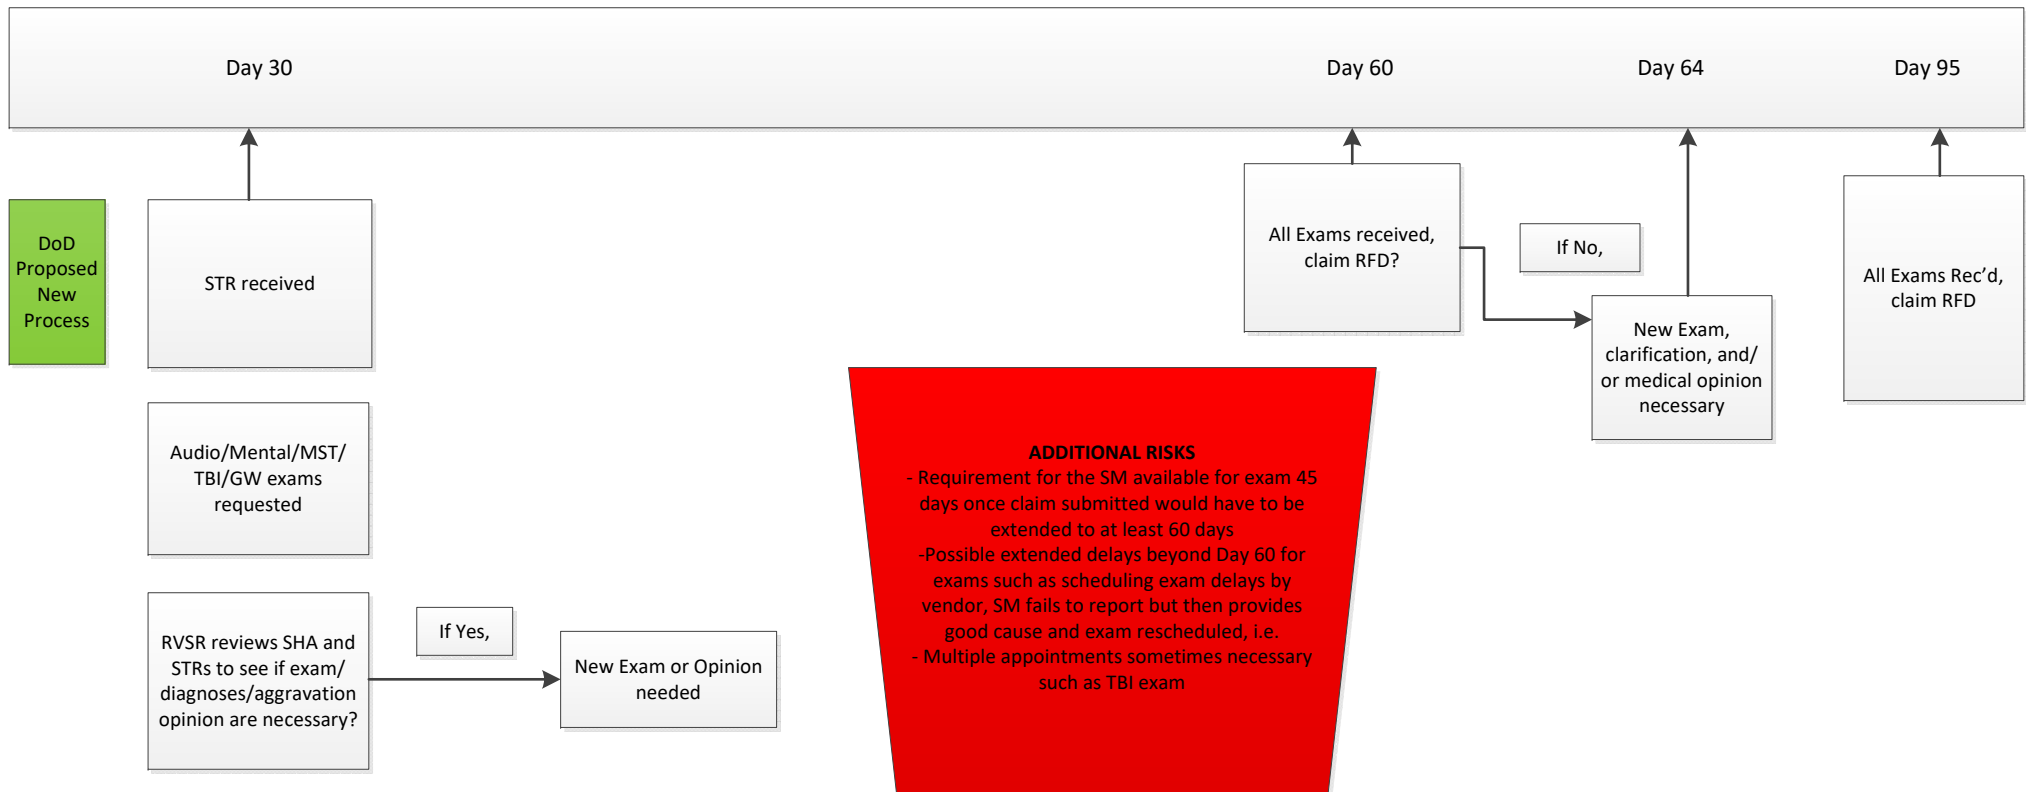 Day 30
Day 60
Day 64
Day 95
DoD
Proposed
New
Process
STR received
Audio/Mental/MST/
TBI/GW exams
requested
RVSR reviews SHA and
STRs to see if exam/
diagnoses/aggravation
opinion are necessary?
If Yes,
New Exam or Opinion
needed
ADDITIONAL RISKS
- Requirement for the SM available for exam 45
days once claim submitted would have to be
extended to at least 60 days
-Possible extended delays beyond Day 60 for
exams such as scheduling exam delays by
vendor, SM fails to report but then provides
good cause and exam rescheduled, i.e.
- Multiple appointments sometimes necessary
such as TBI exam
All Exams received,
claim RFD?
If No,
New Exam,
clarification, and/
or medical opinion
necessary
All Exams Rec’d,
claim RFD